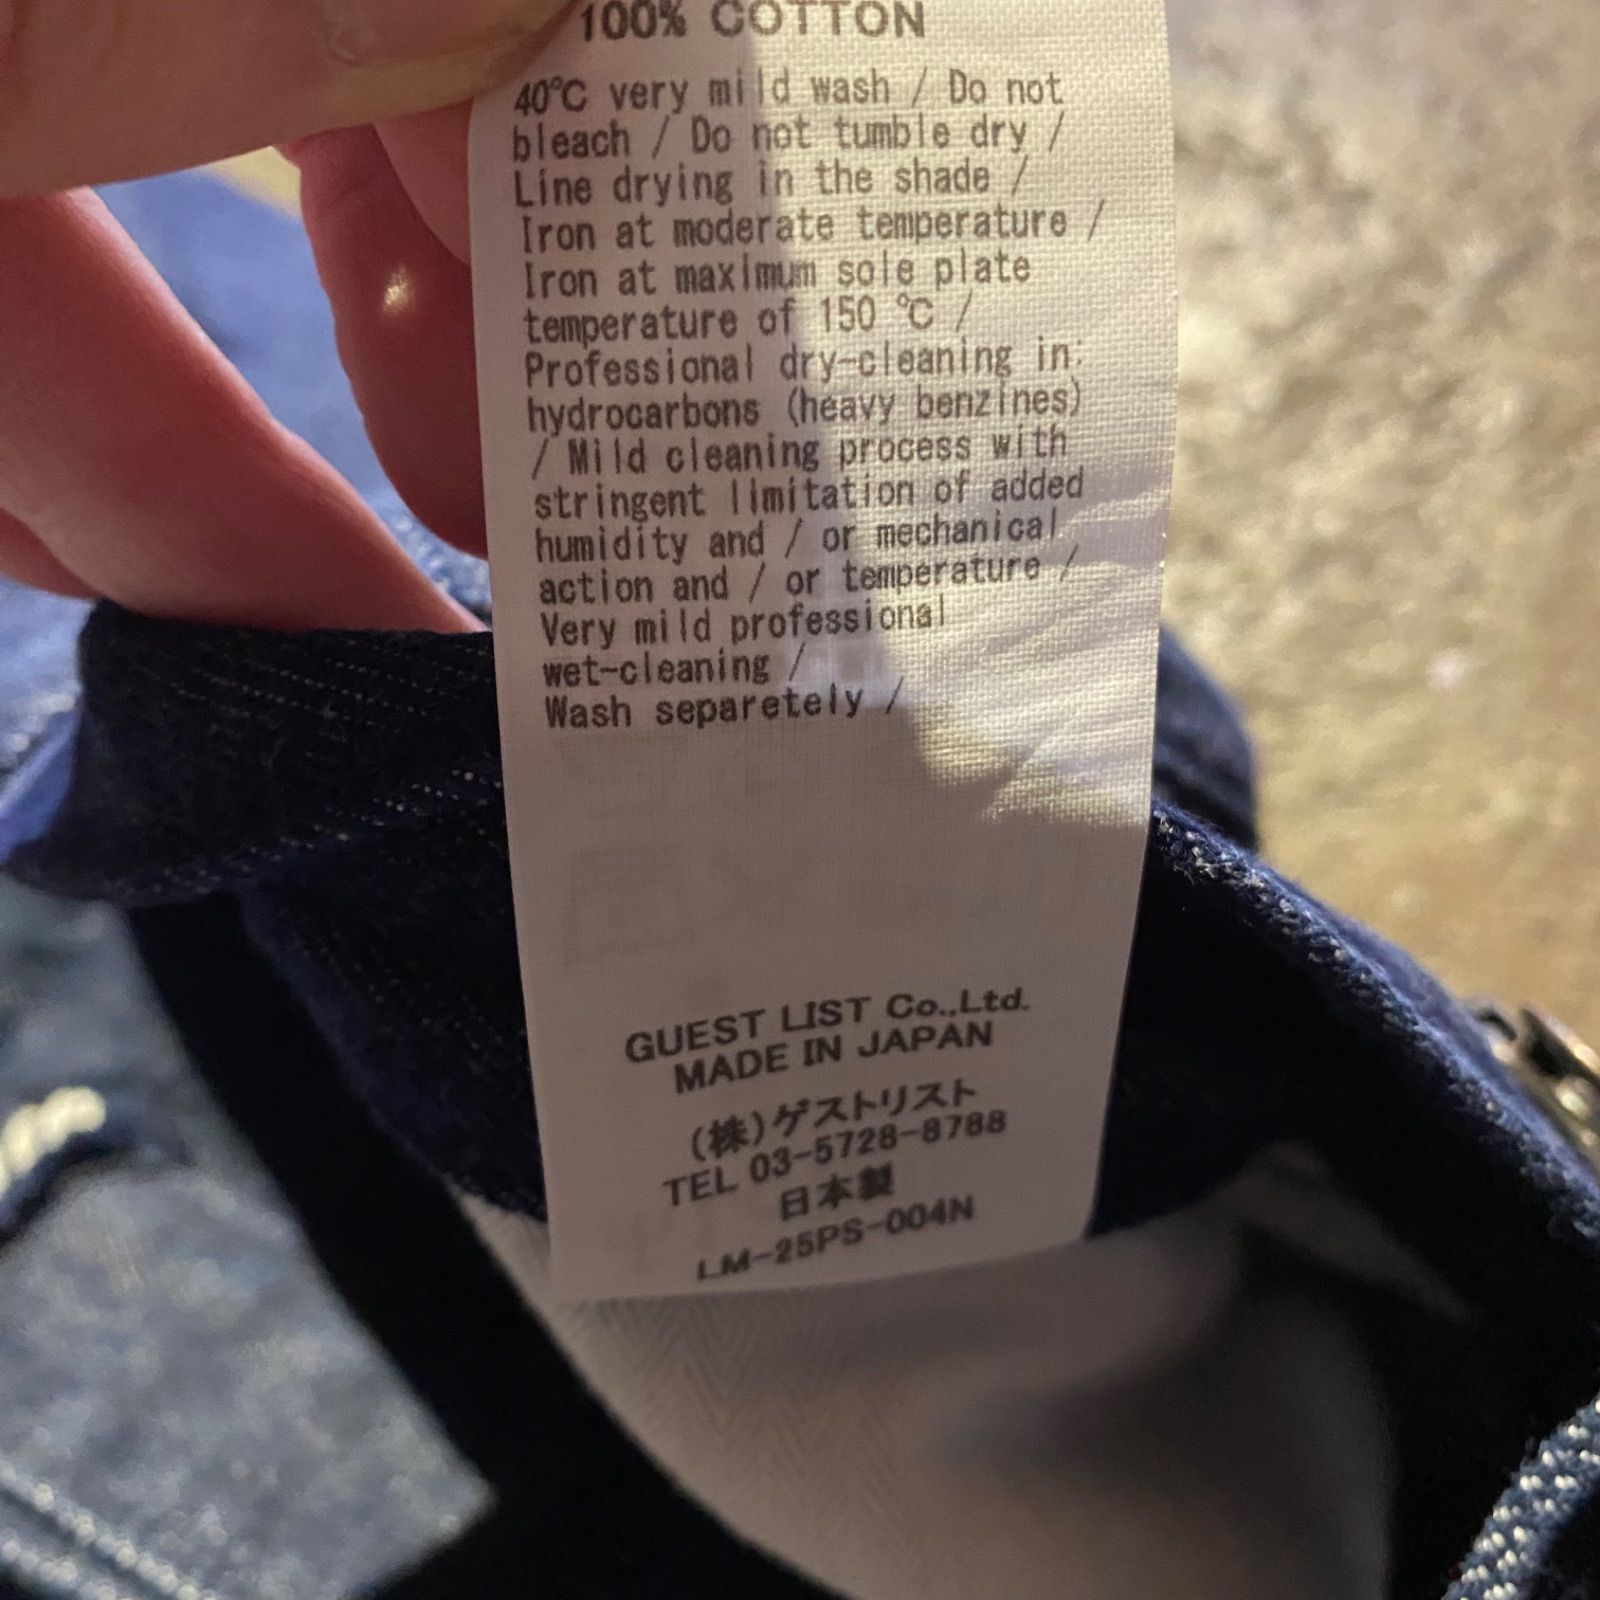 100% COTTON
40℃ very mild wash / Do not
bleach / Do not tumble dry /
Line drying in the shade /
Iron at moderate temperature /
Iron at maximum sole plate
temperature of 150 ℃ /
Professional dry-cleaning in:
hydrocarbons (heavy benzines)
/ Mild cleaning process with
stringent limitation of added
humidity and / or mechanical
action and / or temperature /
Very mild professional
wet-cleaning /
Wash separetely /
GUEST LIST Co.,Ltd.
MADE IN JAPAN
(株)ゲストリスト
TEL 03-5728-8788
日本製
LM-25PS-004N